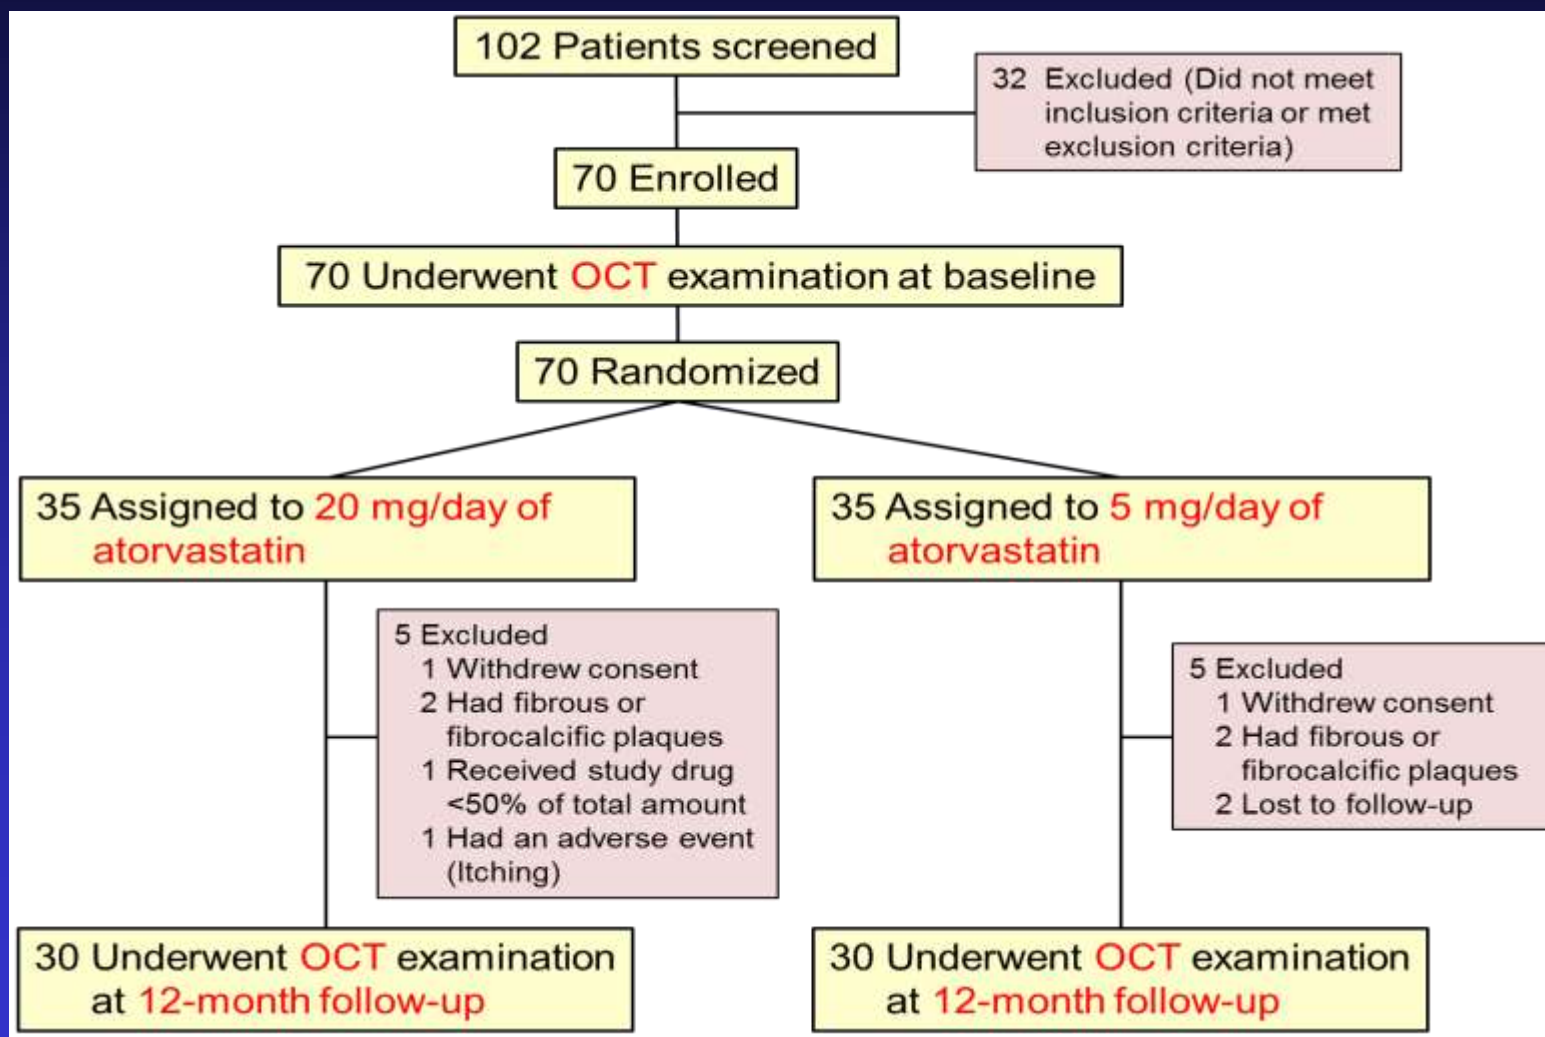 102 Patients screened
32 Excluded (Did not meet
inclusion criteria or met
exclusion criteria)
70 Enrolled
70 Underwent OCT examination at baseline
70 Randomized
35 Assigned to 20 mg/day of
atorvastatin
35 Assigned to 5 mg/day of
atorvastatin
5 Excluded
1 Withdrew consent
2 Had fibrous or
fibrocalcific plaques
1 Received study drug
<50% of total amount
1 Had an adverse event
(Itching)
5 Excluded
1 Withdrew consent
2 Had fibrous or
fibrocalcific plaques
2 Lost to follow-up
30 Underwent OCT examination
at 12-month follow-up
30 Underwent OCT examination
at 12-month follow-up